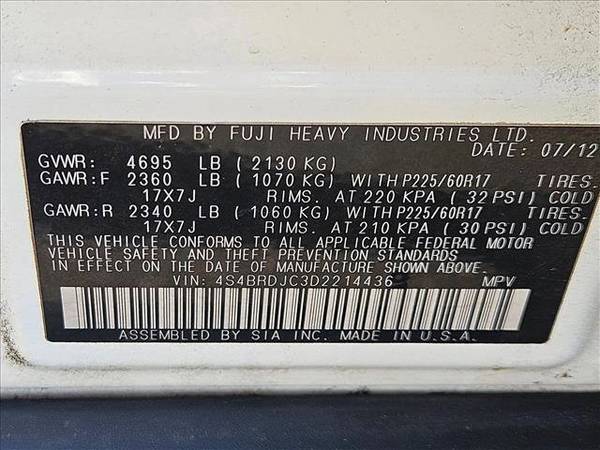 MFD BY FUJI HEAVY INDUSTRIES LTD.
DATE: 07/12
GVWR: 4695 LB ( 2130 KG)
GAWR:F 2360 LB ( 1070 KG) WITH P225/60R17 TIRES.
17X7J RIMS. AT 220 KPA ( 32 PSI) COLD
GAWR:R 2340 LB ( 1060 KG) WITH P225/60R17 TIRES.
17X7J RIMS. AT 210 KPA ( 30 PSI) COLD
THIS VEHICLE CONFORMS TO ALL APPLICABLE FEDERAL MOTOR
VEHICLE SAFETY AND THEFT PREVENTION STANDARDS
IN EFFECT ON THE DATE OF MANUFACTURE SHOWN ABOVE.
VIN: 4S4BRDJC3D2214436 MPV
ASSEMBLED BY SIA INC. MADE IN U.S.A.